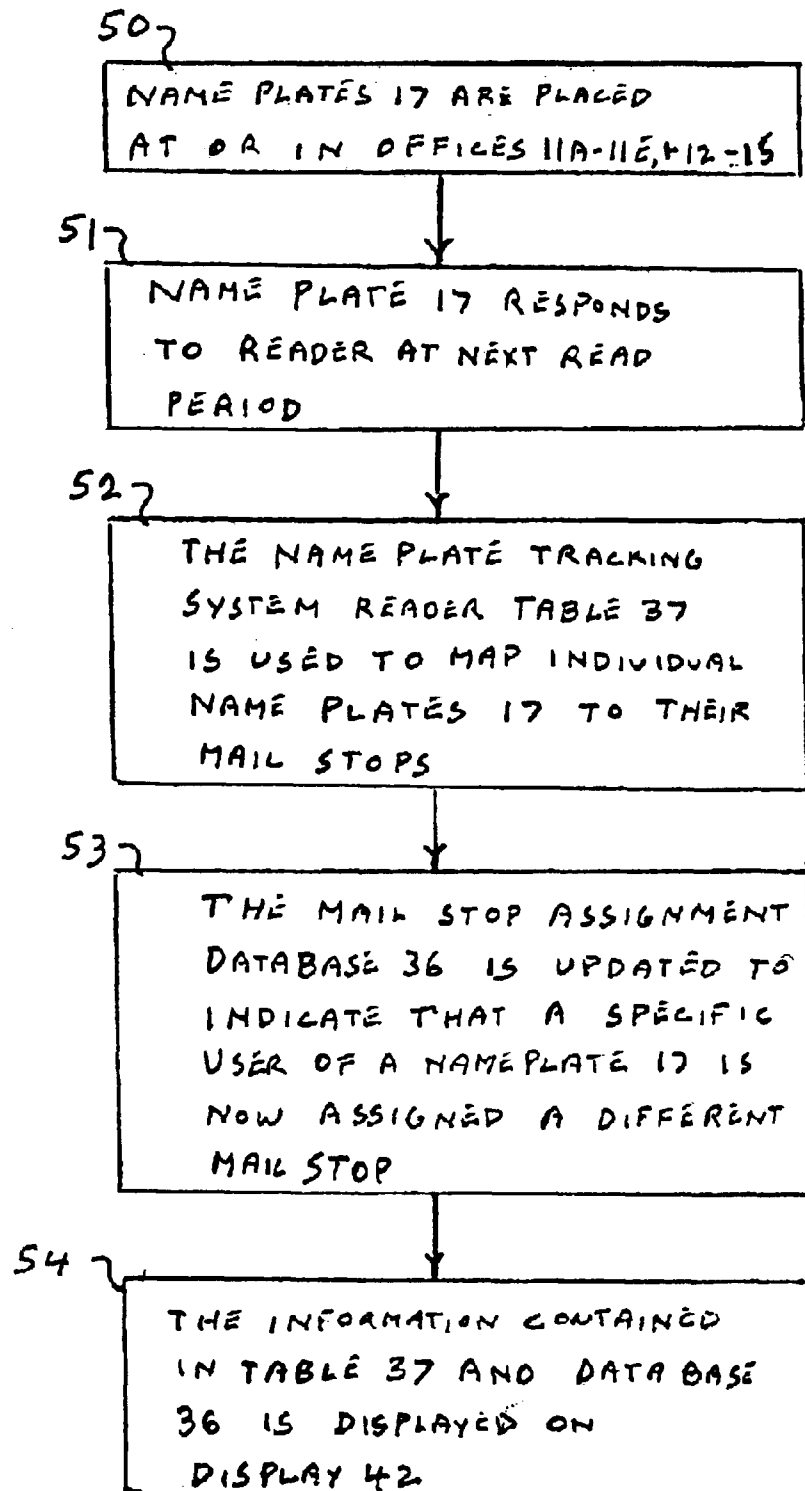 50
NAME PLATES 17 ARE PLACED
AT OR IN OFFICES 11A-11E, + 12-15
51
NAME PLATE 17 RESPONDS
TO READER AT NEXT READ
PERIOD
52
THE NAME PLATE TRACKING
SYSTEM READER TABLE 37
IS USED TO MAP INDIVIDUAL
NAME PLATES 17 TO THEIR
MAIL STOPS
53
THE MAIL STOP ASSIGNMENT
DATABASE 36 IS UPDATED TO
INDICATE THAT A SPECIFIC
USER OF A NAMEPLATE 17 IS
NOW ASSIGNED A DIFFERENT
MAIL STOP
54
THE INFORMATION CONTAINED
IN TABLE 37 AND DATABASE
36 IS DISPLAYED ON
DISPLAY 42